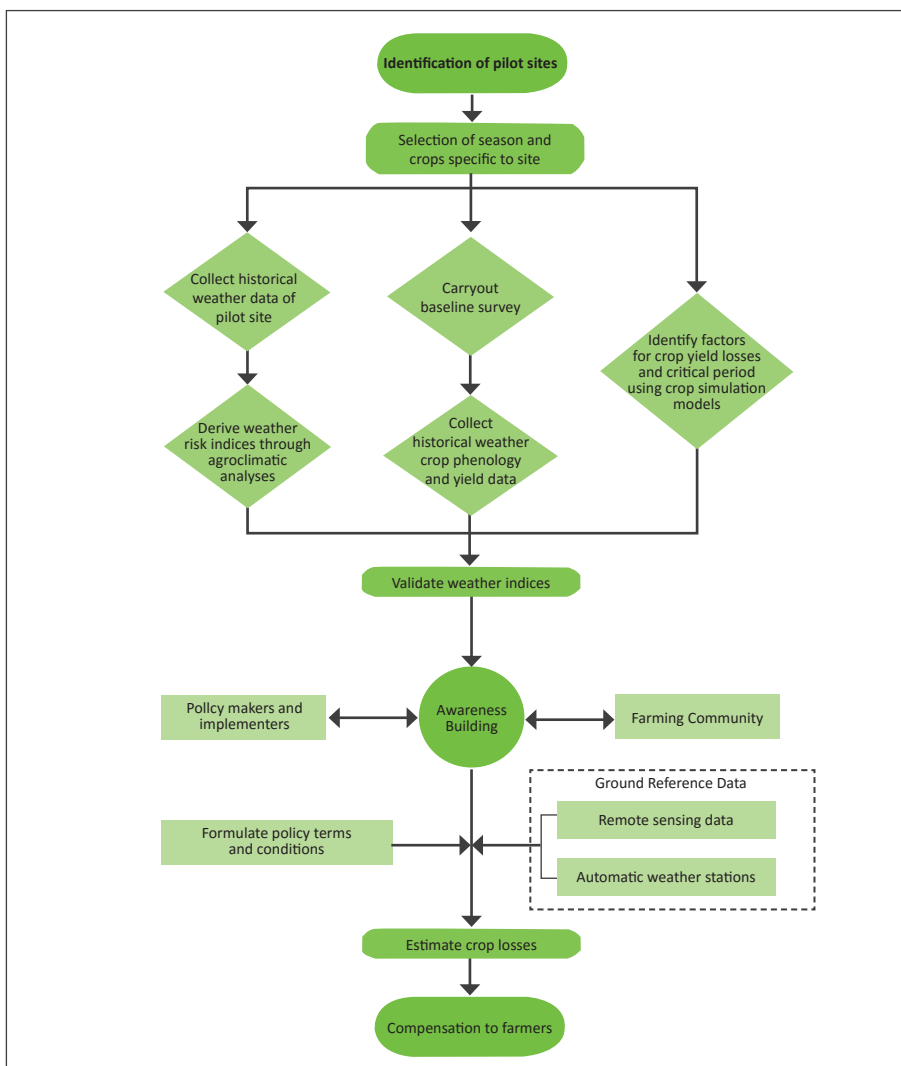 Identification of pilot sites
Selection of season and
crops specific to site
Collect historical
weather data of
pilot site
Carryout
baseline survey
Identify factors
for crop yield losses
and critical period
using crop simulation
models
Derive weather
risk indices through
agroclimatic
analyses
Collect
historical weather
crop phenology
and yield data
Validate weather indices
Pollcy makers and
implementers
Awareness
Building
Farming Community
Ground Reference Data
Remote sensing data
Formulate policy terms
and conditions
Automatic weather stations
Estimate crop losses
Compensation to farmers